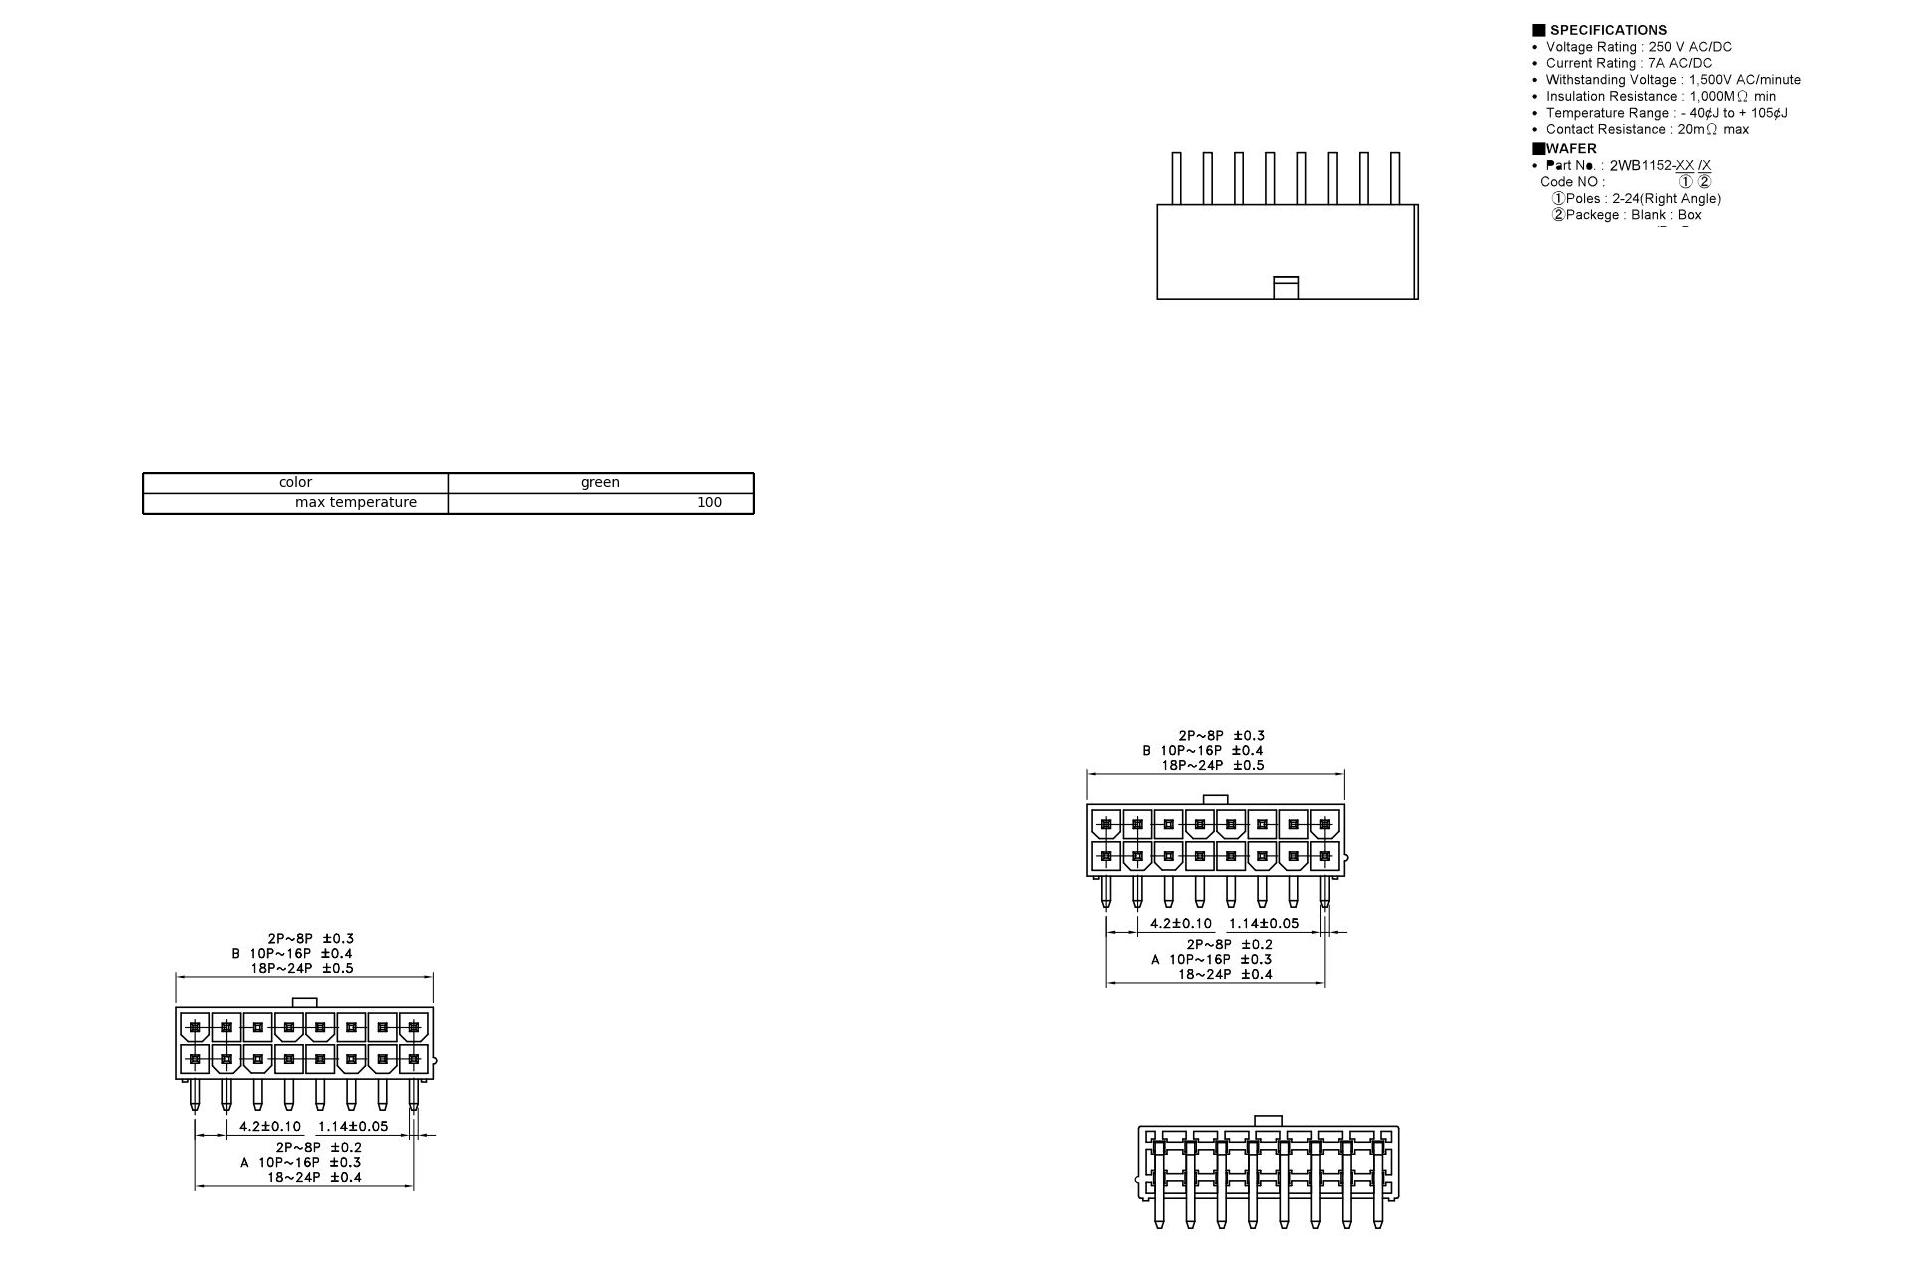 ■ SPECIFICATIONS
• Voltage Rating : 250 V AC/DC
• Current Rating : 7A AC/DC
• Withstanding Voltage : 1,500V AC/minute
• Insulation Resistance : 1,000MΩ min
• Temperature Range : - 40¢J to + 105¢J
• Contact Resistance : 20mΩ max
■WAFER
• Part No. : 2WB1152-XX /X
Code NO : ① ②
①Poles : 2-24(Right Angle)
②Packege : Blank : Box
color green
max temperature 100
2P~8P ±0.3
B 10P~16P ±0.4
18P~24P ±0.5
4.2±0.10 1.14±0.05
2P~8P ±0.2
A 10P~16P ±0.3
18~24P ±0.4
2P~8P ±0.3
B 10P~16P ±0.4
18P~24P ±0.5
4.2±0.10 1.14±0.05
2P~8P ±0.2
A 10P~16P ±0.3
18~24P ±0.4